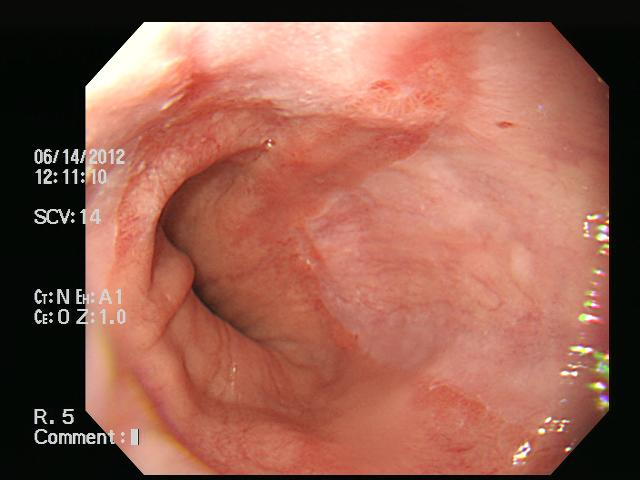 06/14/2012
12:11:10
SCV:14
CT:N EH:A1
CE:0 Z:1.0
R.5
Comment: